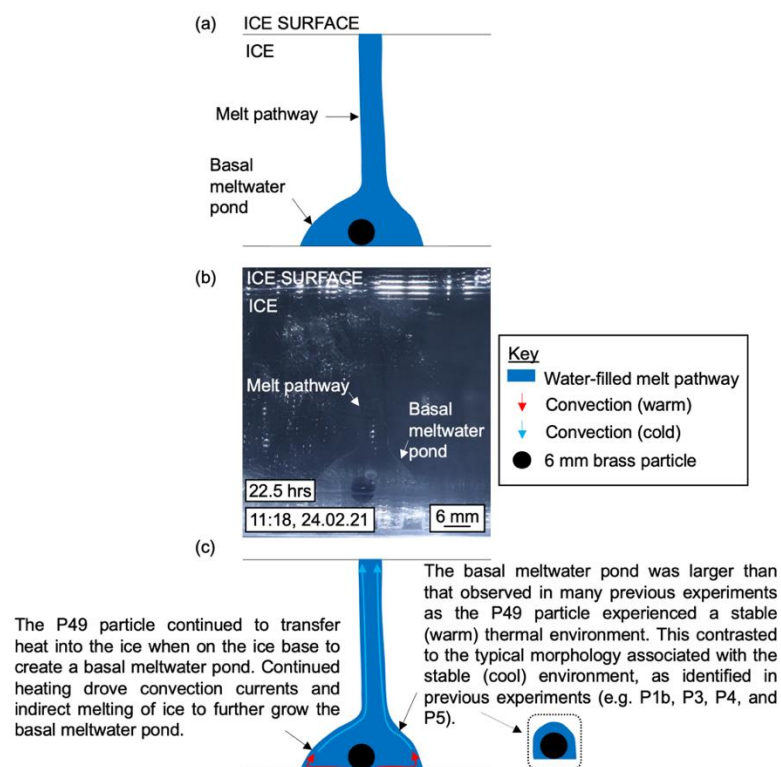 (a)
ICE SURFACE
ICE
Melt pathway
Basal
meltwater
pond
(b)
ICE SURFACE
ICE
Melt pathway
Basal
meltwater
pond
22.5 hrs
11:18, 24.02.21
6 mm
Key
Water-filled melt pathway
Convection (warm)
Convection (cold)
6 mm brass particle
(c)
The P49 particle continued to transfer
heat into the ice when on the ice base to
create a basal meltwater pond. Continued
heating drove convection currents and
indirect melting of ice to further grow the
basal meltwater pond.
The basal meltwater pond was larger than
that observed in many previous experiments
as the P49 particle experienced a stable
(warm) thermal environment. This contrasted
to the typical morphology associated with the
stable (cool) environment, as identified in
previous experiments (e.g. P1b, P3, P4, and
P5).